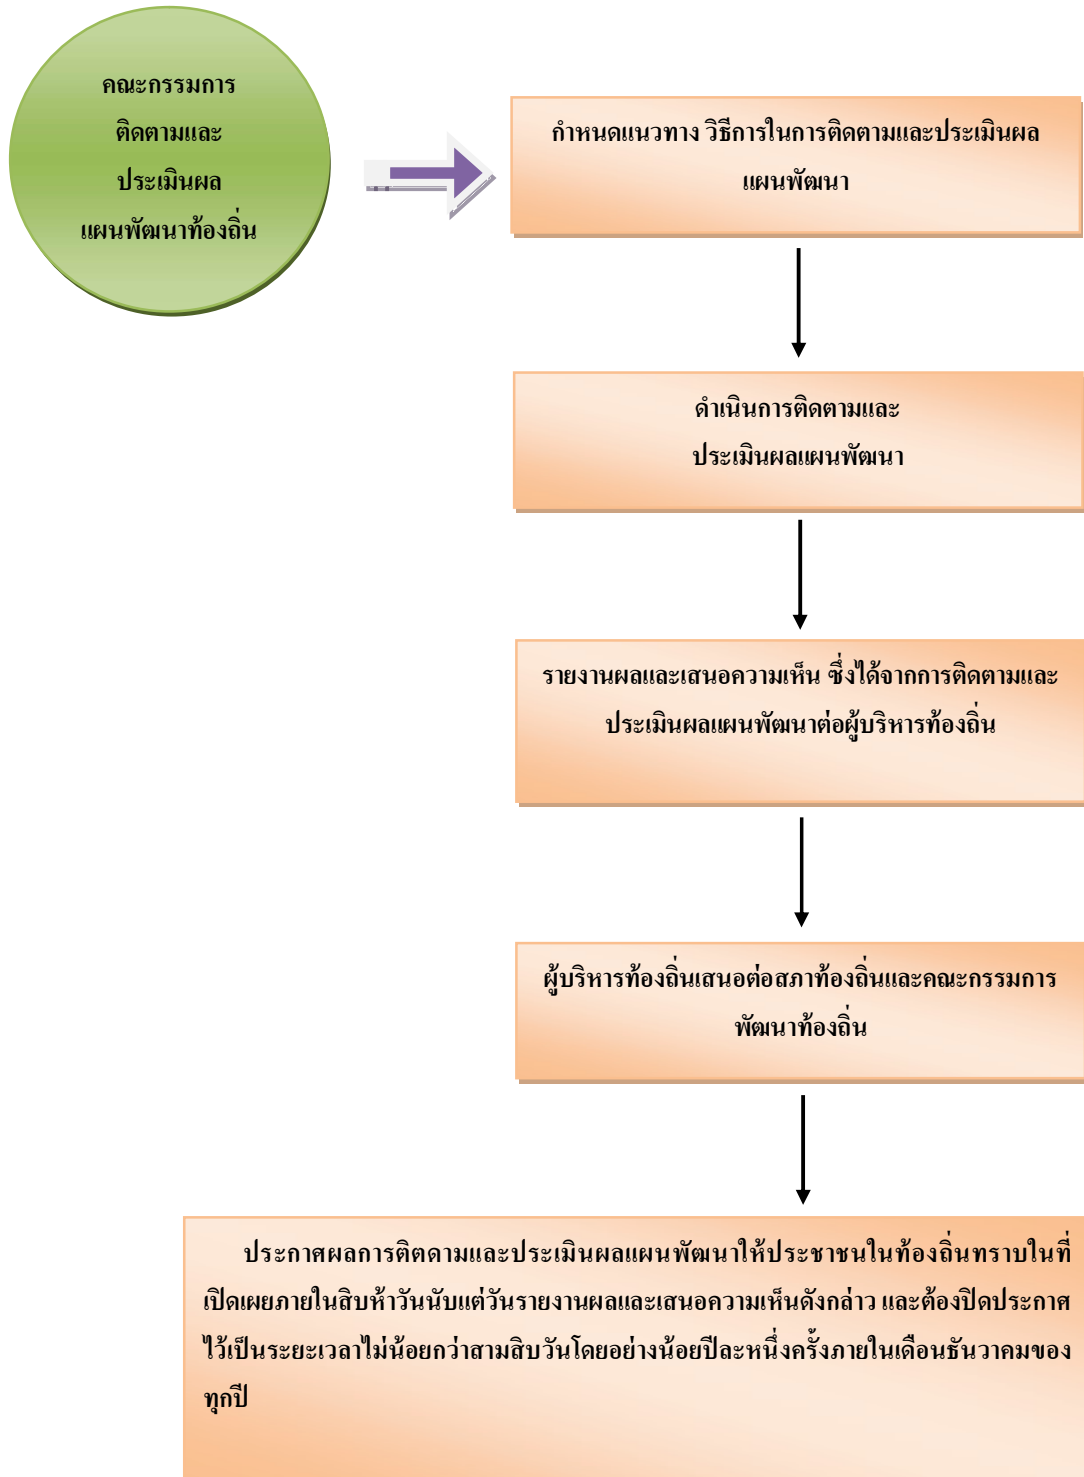 คณะกรรมการ
ติดตามและ
ประเมินผล
แผนพัฒนาท้องถิ่น
กำหนดแนวทาง วิธีการในการติดตามและประเมินผล
แผนพัฒนา
ดำเนินการติดตามและ
ประเมินผลแผนพัฒนา
รายงานผลและเสนอความเห็น ซึ่งได้จากการติดตามและ
ประเมินผลแผนพัฒนาต่อผู้บริหารท้องถิ่น
ผู้บริหารท้องถิ่นเสนอต่อสภาท้องถิ่นและคณะกรรมการ
พัฒนาท้องถิ่น
ประกาศผลการติตดามและประเมินผลแผนพัฒนาให้ประชาชนในท้องถิ่นทราบในที่
เปิดเผยภายในสิบห้าวันนับแต่วันรายงานผลและเสนอความเห็นดังกล่าว และต้องปิดประกาศ
ไว้เป็นระยะเวลาไม่น้อยกว่าสามสิบวันโดยอย่างน้อยปีละหนึ่งครั้งภายในเดือนธันวาคมของ
ทุกปี